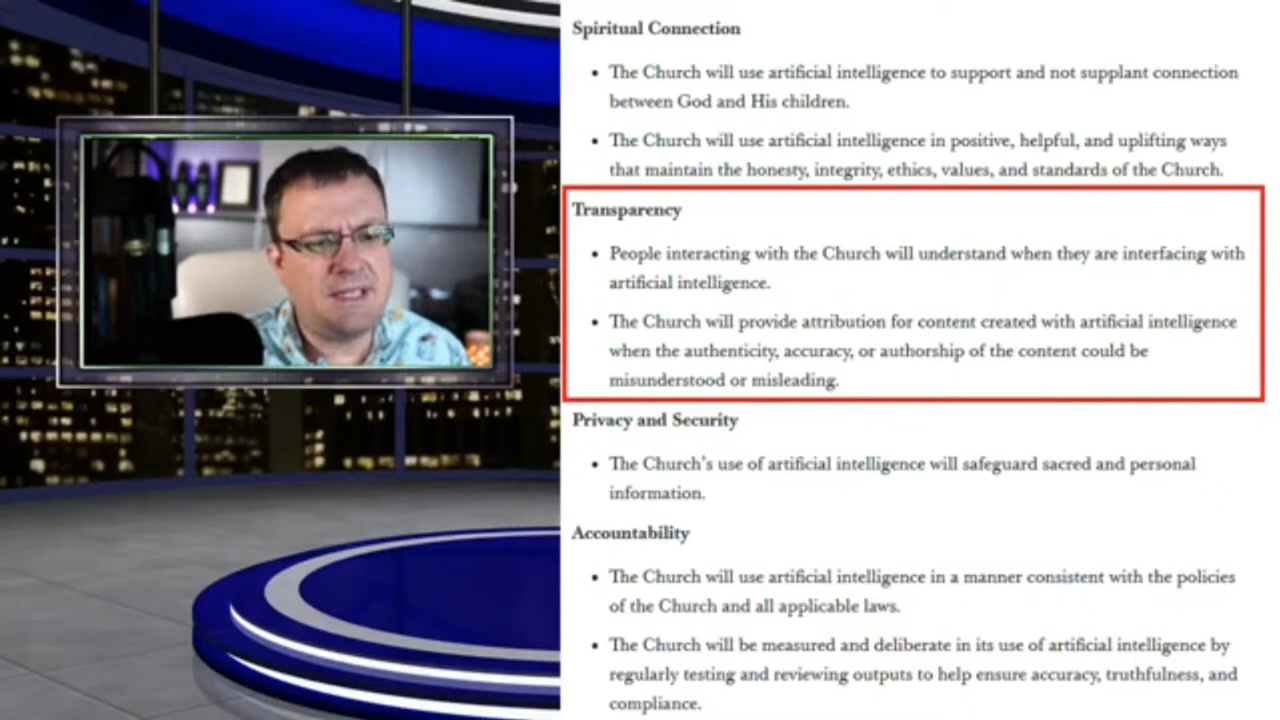 Spiritual Connection
• The Church will use artificial intelligence to support and not supplant connection
between God and His children.
• The Church will use artificial intelligence in positive, helpful, and uplifting ways
that maintain the honesty, integrity, ethics, values, and standards of the Church.
Transparency
• People interacting with the Church will understand when they are interfacing with
artificial intelligence.
• The Church will provide attribution for content created with artificial intelligence
when the authenticity, accuracy, or authorship of the content could be
misunderstood or misleading.
Privacy and Security
• The Church’s use of artificial intelligence will safeguard sacred and personal
information.
Accountability
• The Church will use artificial intelligence in a manner consistent with the policies
of the Church and all applicable laws.
• The Church will be measured and deliberate in its use of artificial intelligence by
regularly testing and reviewing outputs to help ensure accuracy, truthfulness, and
compliance.